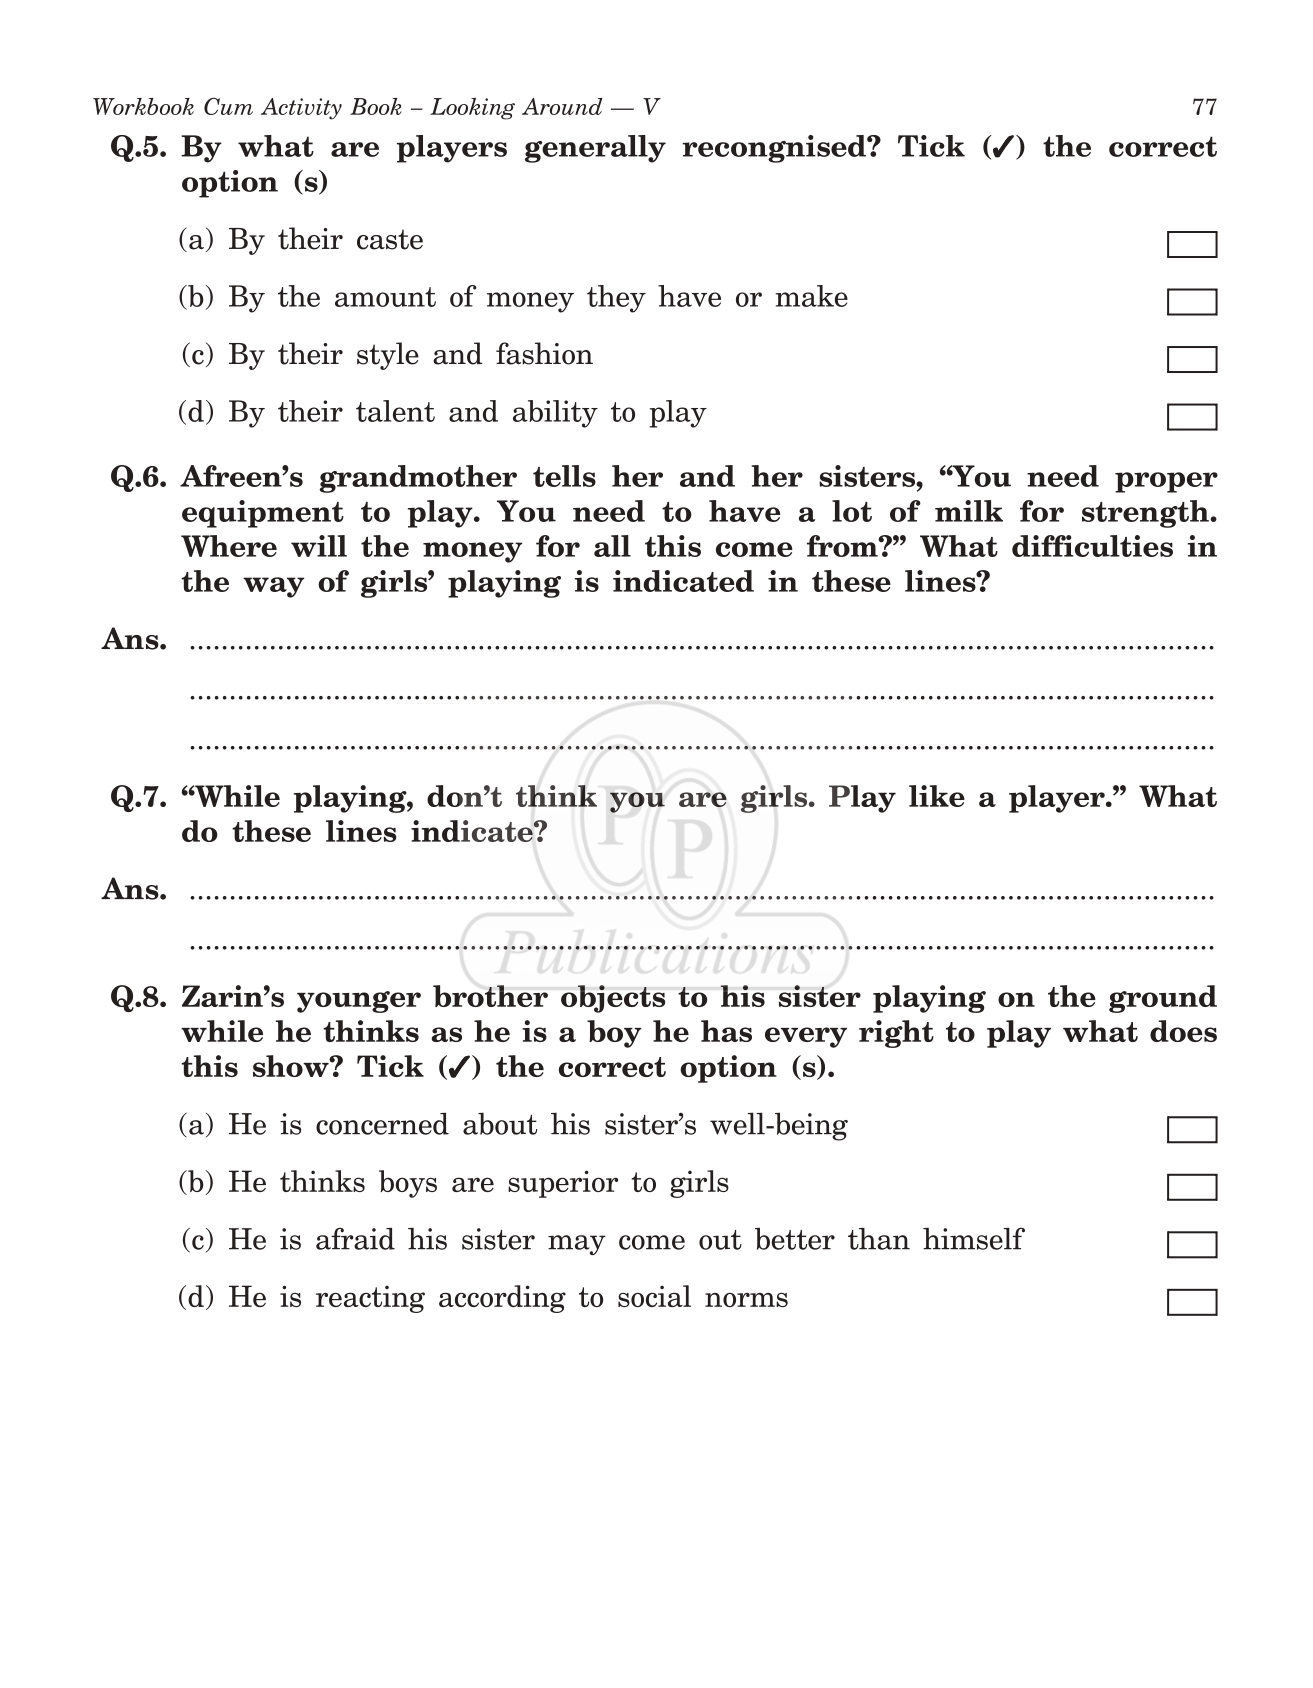 Workbook Cum Activity Book – Looking Around — V 77
Q.5. By what are players generally recongnised? Tick (✓) the correct
option (s)
(a) By their caste
(b) By the amount of money they have or make
(c) By their style and fashion
(d) By their talent and ability to play
Q.6. Afreen’s grandmother tells her and her sisters, “You need proper
equipment to play. You need to have a lot of milk for strength.
Where will the money for all this come from?” What difficulties in
the way of girls’ playing is indicated in these lines?
Ans. ................................................................................
................................................................................
................................................................................
Q.7. “While playing, don’t think you are girls. Play like a player.” What
do these lines indicate?
Ans. ................................................................................
................................................................................
PP
Publications
Q.8. Zarin’s younger brother objects to his sister playing on the ground
while he thinks as he is a boy he has every right to play what does
this show? Tick (✓) the correct option (s).
(a) He is concerned about his sister’s well-being
(b) He thinks boys are superior to girls
(c) He is afraid his sister may come out better than himself
(d) He is reacting according to social norms